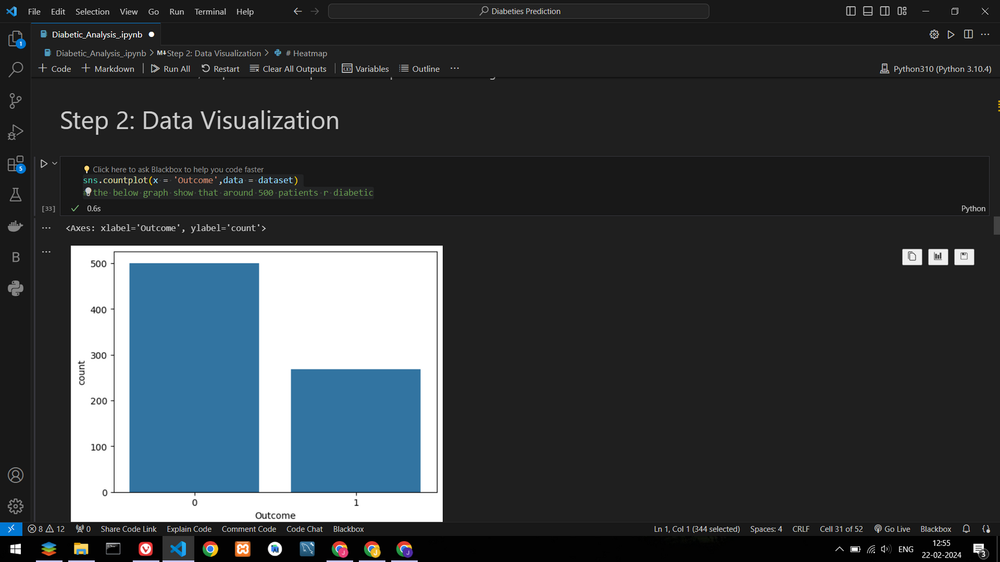 File Edit Selection View Go Run Terminal Help
Diabeties Prediction
Diabetic_Analysis_.ipynb
Diabetic_Analysis_.ipynb > M↓ Step 2: Data Visualization > # Heatmap
+ Code + Markdown Run All Restart Clear All Outputs Variables Outline ...
Python310 (Python 3.10.4)
1
Step 2: Data Visualization
Click here to ask Blackbox to help you code faster
sns.countplot(x = 'Outcome',data = dataset)
the below graph show that around 500 patients r diabetic
[33] 0.6s
Python
5
<Axes: xlabel='Outcome', ylabel='count'>
B
500
400
300
200
100
0
count
0 1
Outcome
8 12 0 Share Code Link Explain Code Comment Code Code Chat Blackbox
Ln 1, Col 1 (344 selected) Spaces: 4 CRLF Cell 31 of 52 Go Live Blackbox
ENG
12:55
22-02-2024
3